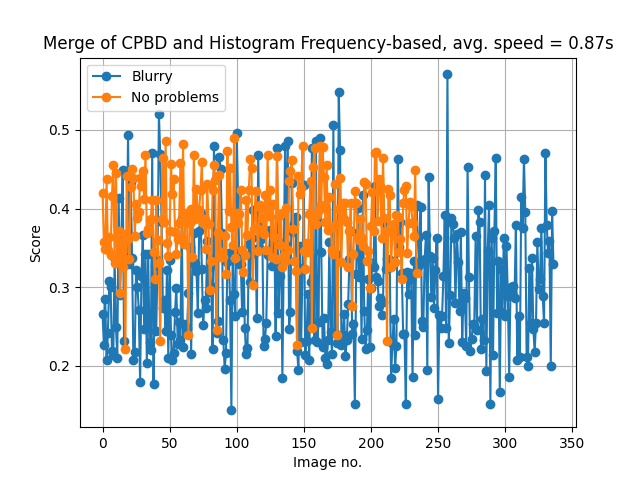 Merge of CPBD and Histogram Frequency-based, avg. speed = 0.87s
Blurry
No problems
0.5
0.4
0.3
0.2
Score
0 50 100 150 200 250 300 350
Image no.